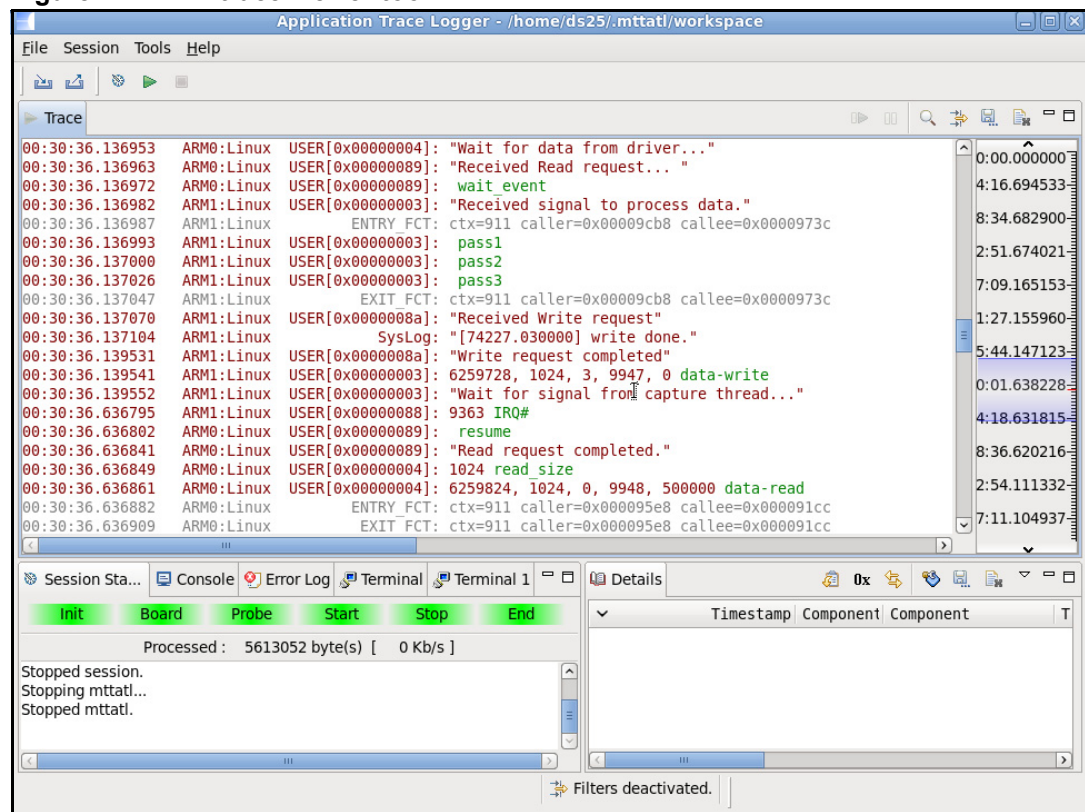 Application Trace Logger - /home/ds25/.mttatl/workspace
File Session Tools Help
Trace
00:30:36.136953 ARM0:Linux USER[0x00000004]: "Wait for data from driver..."
00:30:36.136963 ARM0:Linux USER[0x00000089]: "Received Read request... "
00:30:36.136972 ARM0:Linux USER[0x00000089]: wait_event
00:30:36.136982 ARM1:Linux USER[0x00000003]: "Received signal to process data."
00:30:36.136987 ARM1:Linux ENTRY_FCT: ctx=911 caller=0x00009cb8 callee=0x0000973c
00:30:36.136993 ARM1:Linux USER[0x00000003]: pass1
00:30:36.137000 ARM1:Linux USER[0x00000003]: pass2
00:30:36.137026 ARM1:Linux USER[0x00000003]: pass3
00:30:36.137047 ARM1:Linux EXIT_FCT: ctx=911 caller=0x00009cb8 callee=0x0000973c
00:30:36.137070 ARM1:Linux USER[0x0000008a]: "Received Write request"
00:30:36.137104 ARM1:Linux SysLog: "[74227.030000] write done."
00:30:36.139531 ARM1:Linux USER[0x0000008a]: "Write request completed"
00:30:36.139541 ARM1:Linux USER[0x00000003]: 6259728, 1024, 3, 9947, 0 data-write
00:30:36.139552 ARM1:Linux USER[0x00000003]: "Wait for signal from capture thread..."
00:30:36.636795 ARM0:Linux USER[0x00000088]: 9363 IRQ#
00:30:36.636802 ARM0:Linux USER[0x00000089]: resume
00:30:36.636841 ARM0:Linux USER[0x00000089]: "Read request completed."
00:30:36.636849 ARM0:Linux USER[0x00000004]: 1024 read_size
00:30:36.636861 ARM0:Linux USER[0x00000004]: 6259824, 1024, 0, 9948, 500000 data-read
00:30:36.636882 ARM0:Linux ENTRY_FCT: ctx=911 caller=0x000095e8 callee=0x000091cc
00:30:36.636909 ARM0:Linux EXIT_FCT: ctx=911 caller=0x000095e8 callee=0x000091cc
0:00.000000
4:16.694533
8:34.682900
2:51.674021
7:09.165153
1:27.155960
5:44.147123
0:01.638228
4:18.631815
8:36.620216
2:54.111332
7:11.104937
Session Sta... Console Error Log Terminal Terminal 1
Init Board Probe Start Stop End
Processed : 5613052 byte(s) [ 0 Kb/s ]
Stopped session.
Stopping mttatl...
Stopped mttatl.
Details 0x
Timestamp Component Component T
Filters deactivated.